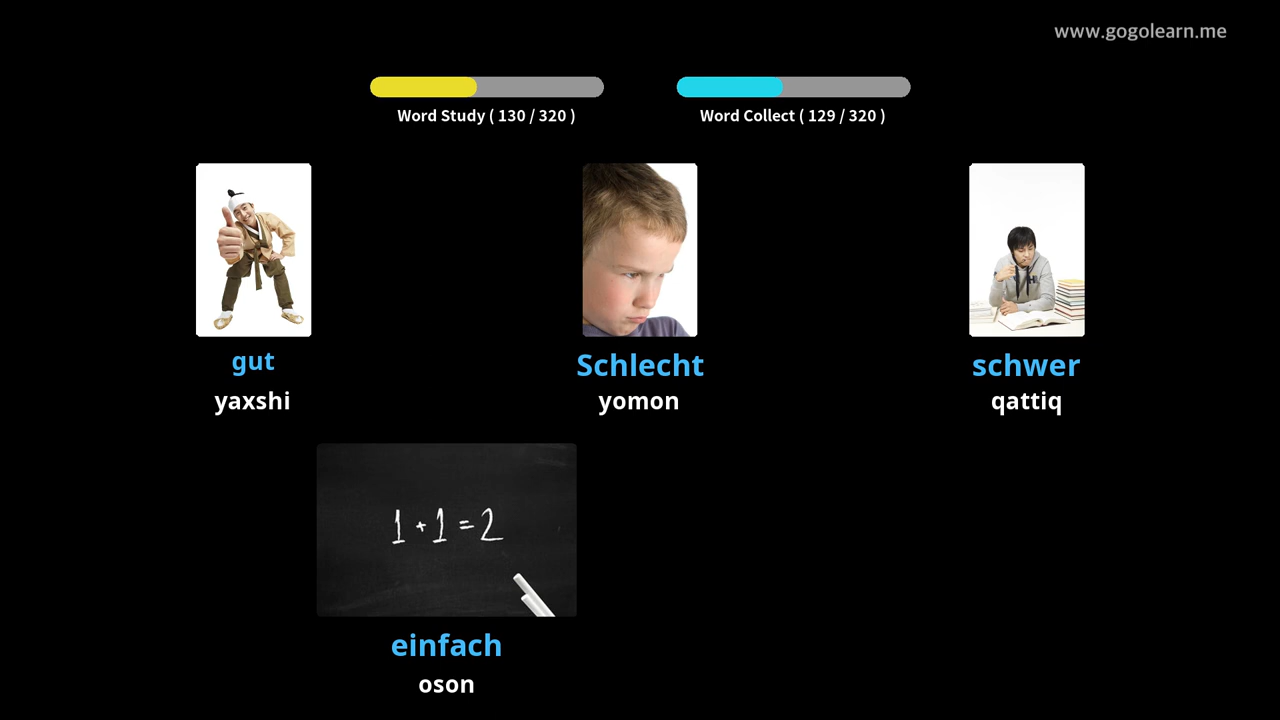 www.gogolearn.me
Word Study ( 130 / 320 )
Word Collect ( 129 / 320 )
gut
Schlecht
schwer
yaxshi
yomon
qattiq
1 + 1 = 2
einfach
oson